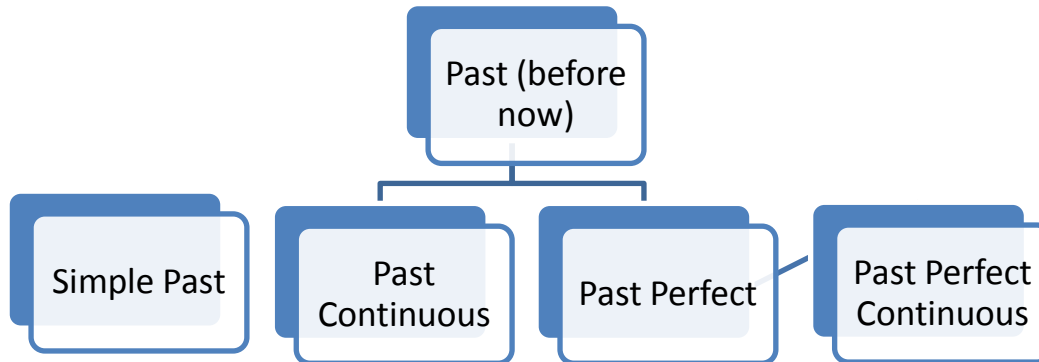 Past (before
now)
Simple Past
Past
Continuous
Past Perfect
Past Perfect
Continuous